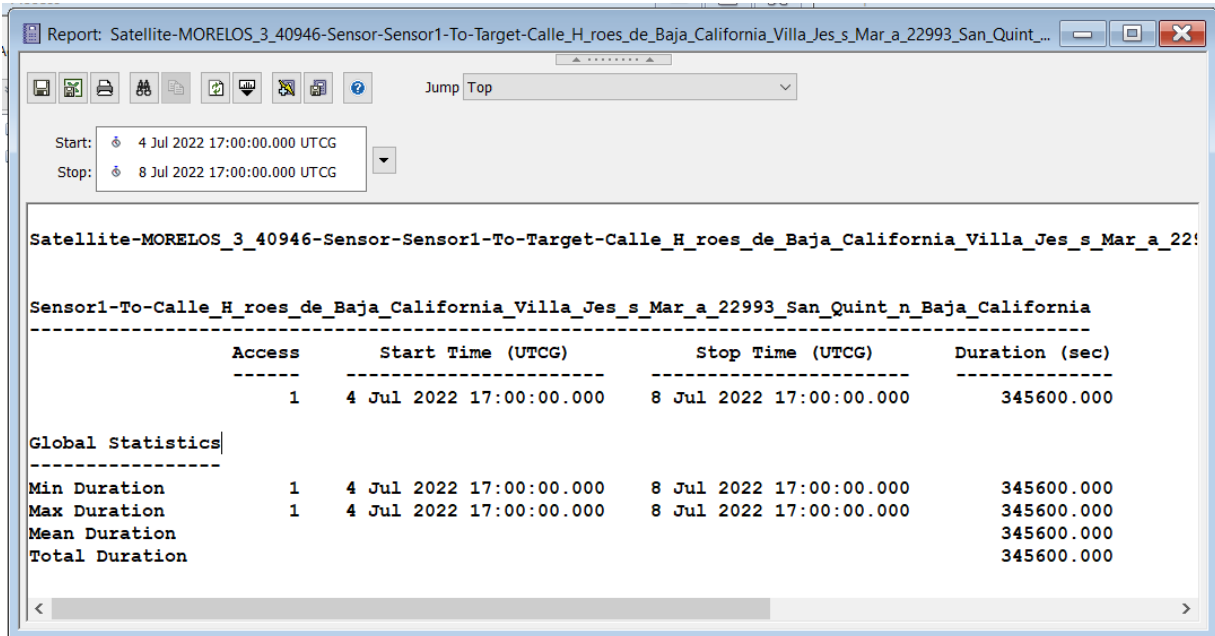 Report: Satellite-MORELOS_3_40946-Sensor-Sensor1-To-Target-Calle_H_roes_de_Baja_California_Villa_Jes_s_Mar_a_22993_San_Quint_...
Jump Top
Start: 4 Jul 2022 17:00:00.000 UTCG
Stop: 8 Jul 2022 17:00:00.000 UTCG
Satellite-MORELOS_3_40946-Sensor-Sensor1-To-Target-Calle_H_roes_de_Baja_California_Villa_Jes_s_Mar_a_229
Sensor1-To-Calle_H_roes_de_Baja_California_Villa_Jes_s_Mar_a_22993_San_Quint_n_Baja_California
Access Start Time (UTCG) Stop Time (UTCG) Duration (sec)
1 4 Jul 2022 17:00:00.000 8 Jul 2022 17:00:00.000 345600.000
Global Statistics
Min Duration 1 4 Jul 2022 17:00:00.000 8 Jul 2022 17:00:00.000 345600.000
Max Duration 1 4 Jul 2022 17:00:00.000 8 Jul 2022 17:00:00.000 345600.000
Mean Duration 345600.000
Total Duration 345600.000